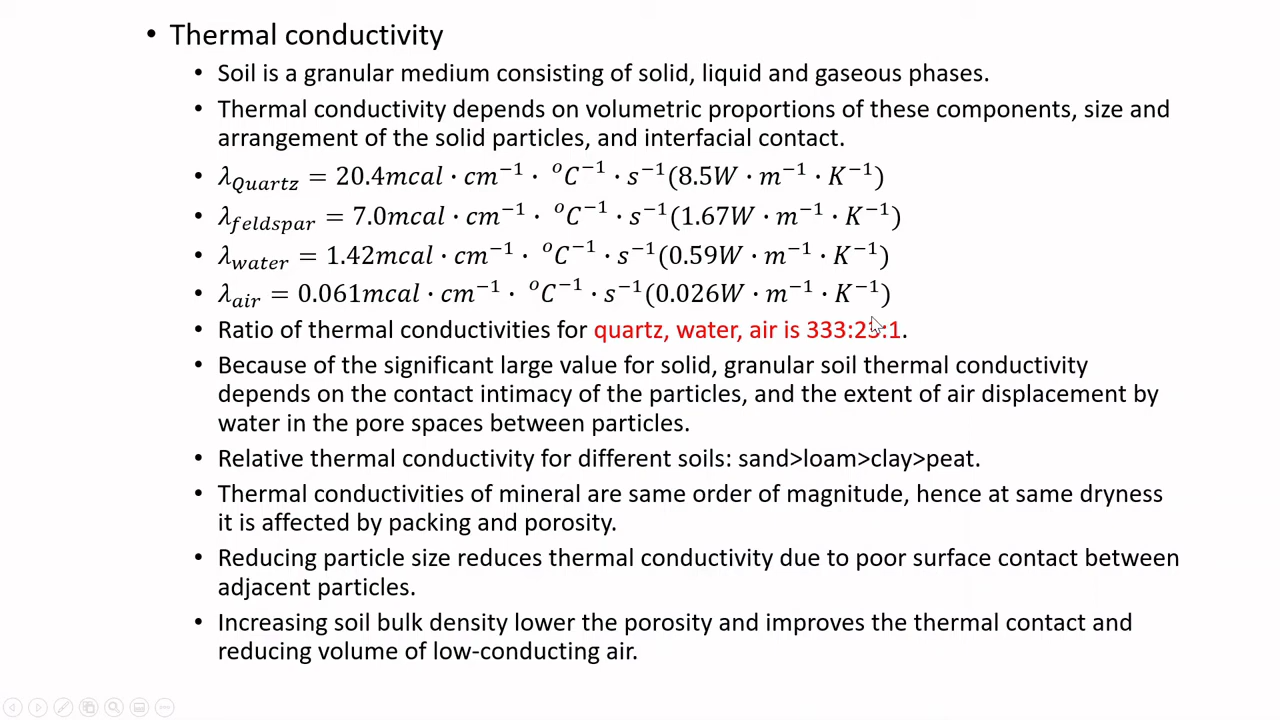 • Thermal conductivity
• Soil is a granular medium consisting of solid, liquid and gaseous phases.
• Thermal conductivity depends on volumetric proportions of these components, size and
arrangement of the solid particles, and interfacial contact.
• λ_Quartz = 20.4mcal · cm⁻¹ · °C⁻¹ · s⁻¹(8.5W · m⁻¹ · K⁻¹)
• λ_feldspar = 7.0mcal · cm⁻¹ · °C⁻¹ · s⁻¹(1.67W · m⁻¹ · K⁻¹)
• λ_water = 1.42mcal · cm⁻¹ · °C⁻¹ · s⁻¹(0.59W · m⁻¹ · K⁻¹)
• λ_air = 0.061mcal · cm⁻¹ · °C⁻¹ · s⁻¹(0.026W · m⁻¹ · K⁻¹)
• Ratio of thermal conductivities for quartz, water, air is 333:23:1.
• Because of the significant large value for solid, granular soil thermal conductivity
depends on the contact intimacy of the particles, and the extent of air displacement by
water in the pore spaces between particles.
• Relative thermal conductivity for different soils: sand>loam>clay>peat.
• Thermal conductivities of mineral are same order of magnitude, hence at same dryness
it is affected by packing and porosity.
• Reducing particle size reduces thermal conductivity due to poor surface contact between
adjacent particles.
• Increasing soil bulk density lower the porosity and improves the thermal contact and
reducing volume of low-conducting air.